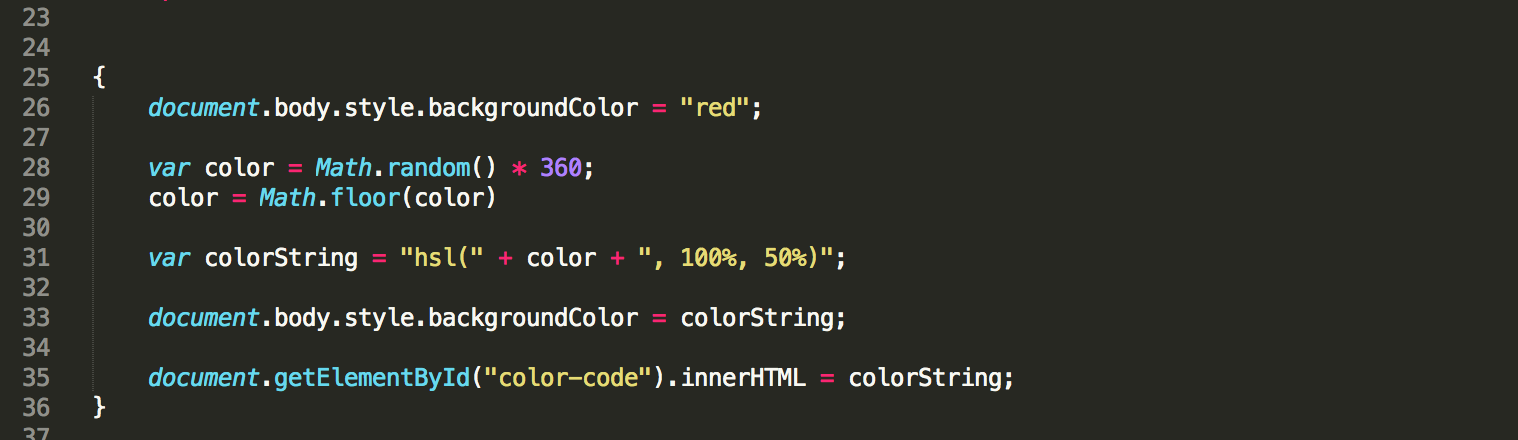 23
24
25 {
26 document.body.style.backgroundColor = "red";
27
28 var color = Math.random() * 360;
29 color = Math.floor(color)
30
31 var colorString = "hsl(" + color + ", 100%, 50%)";
32
33 document.body.style.backgroundColor = colorString;
34
35 document.getElementById("color-code").innerHTML = colorString;
36 }
37